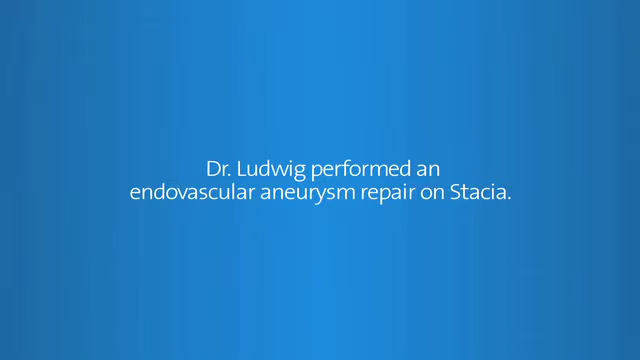 Dr. Ludwig performed an
endovascular aneurysm repair on Stacia.